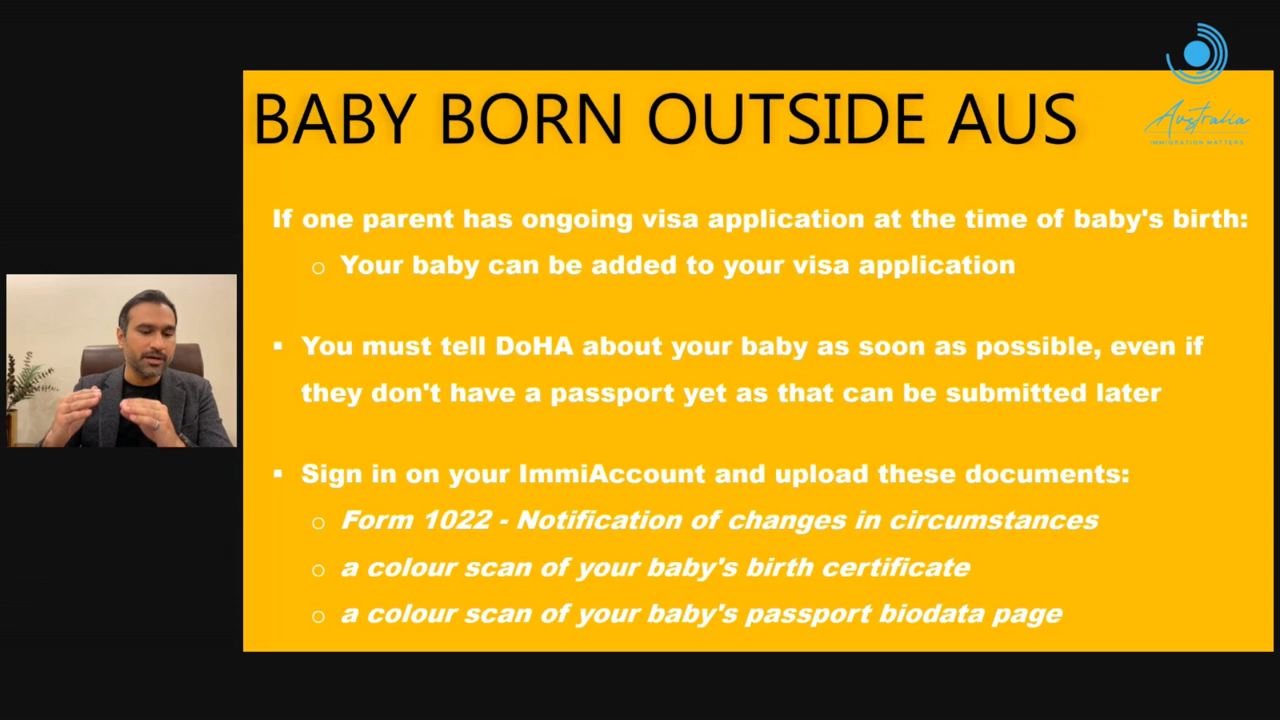 BABY BORN OUTSIDE AUS
Australia
IMMIGRATION MATTERS
If one parent has ongoing visa application at the time of baby's birth:
○ Your baby can be added to your visa application
▪ You must tell DoHA about your baby as soon as possible, even if
they don't have a passport yet as that can be submitted later
▪ Sign in on your ImmiAccount and upload these documents:
○ Form 1022 - Notification of changes in circumstances
○ a colour scan of your baby's birth certificate
○ a colour scan of your baby's passport biodata page